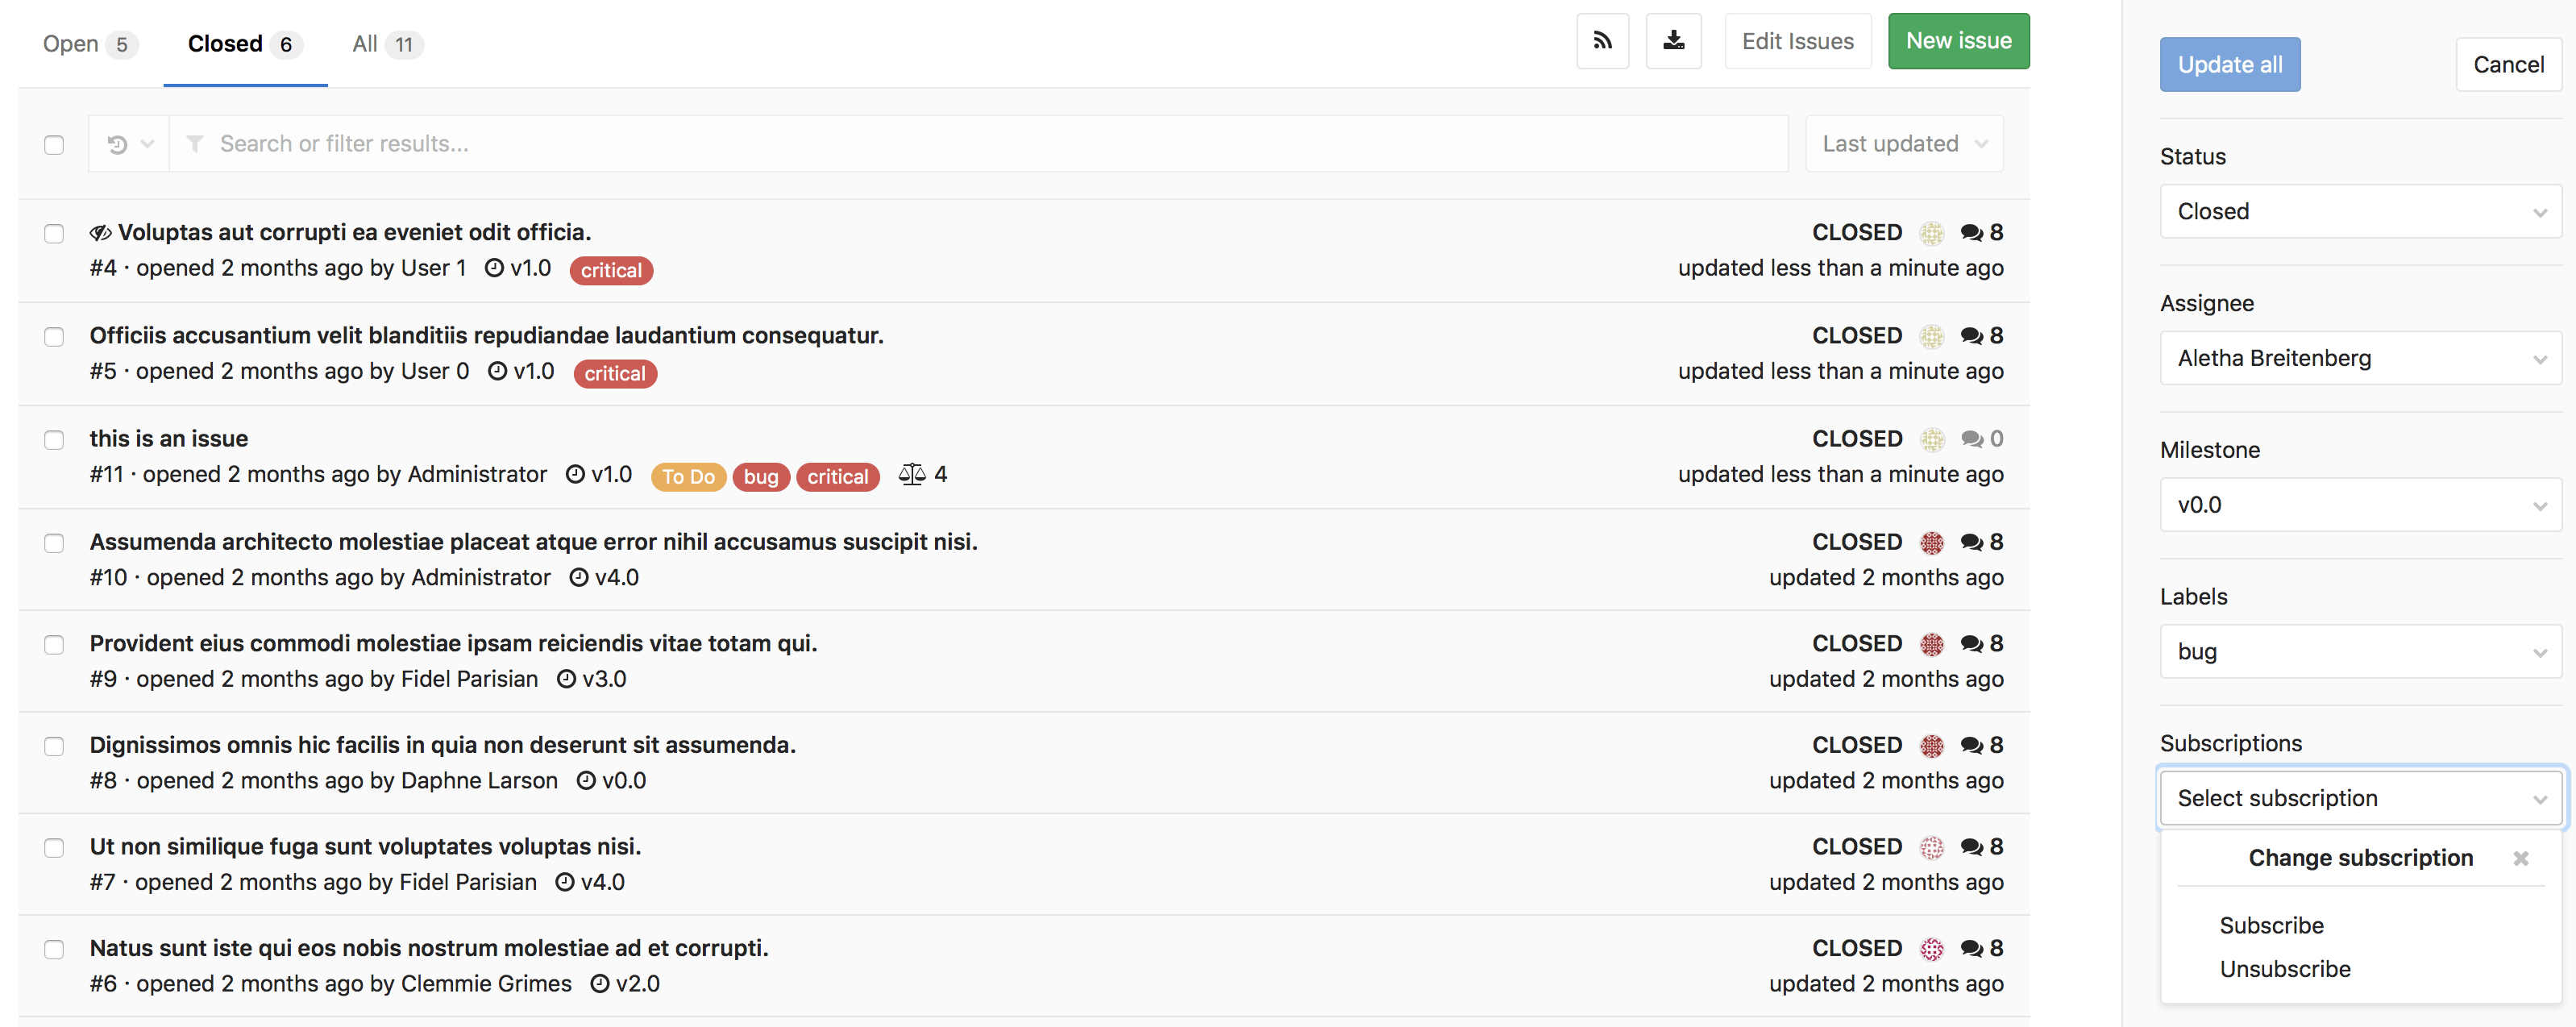 Open 5 Closed 6 All 11 Edit Issues New issue
Search or filter results... Last updated
Voluptas aut corrupti ea eveniet odit officia. CLOSED 8
#4 · opened 2 months ago by User 1 v1.0 critical updated less than a minute ago
Officiis accusantium velit blanditiis repudiandae laudantium consequatur. CLOSED 8
#5 · opened 2 months ago by User 0 v1.0 critical updated less than a minute ago
this is an issue CLOSED 0
#11 · opened 2 months ago by Administrator v1.0 To Do bug critical 4 updated less than a minute ago
Assumenda architecto molestiae placeat atque error nihil accusamus suscipit nisi. CLOSED 8
#10 · opened 2 months ago by Administrator v4.0 updated 2 months ago
Provident eius commodi molestiae ipsam reiciendis vitae totam qui. CLOSED 8
#9 · opened 2 months ago by Fidel Parisian v3.0 updated 2 months ago
Dignissimos omnis hic facilis in quia non deserunt sit assumenda. CLOSED 8
#8 · opened 2 months ago by Daphne Larson v0.0 updated 2 months ago
Ut non similique fuga sunt voluptates voluptas nisi. CLOSED 8
#7 · opened 2 months ago by Fidel Parisian v4.0 updated 2 months ago
Natus sunt iste qui eos nobis nostrum molestiae ad et corrupti. CLOSED 8
#6 · opened 2 months ago by Clemmie Grimes v2.0 updated 2 months ago
Update all Cancel
Status
Closed
Assignee
Aletha Breitenberg
Milestone
v0.0
Labels
bug
Subscriptions
Select subscription
Change subscription
Subscribe
Unsubscribe